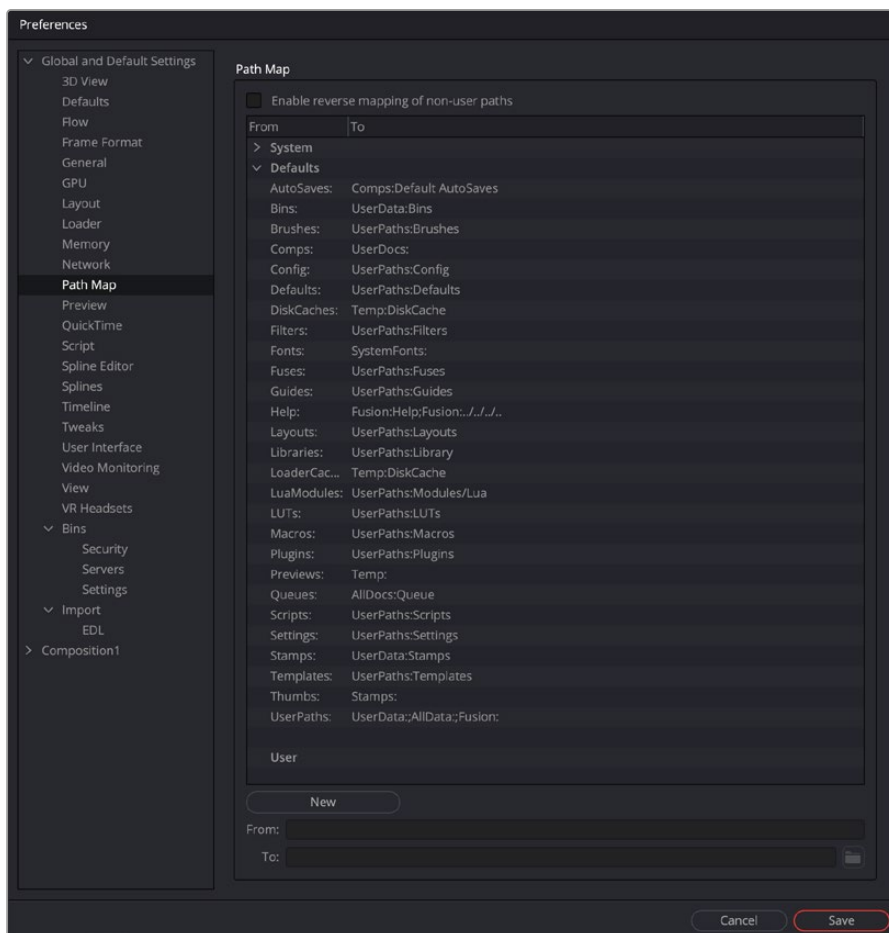 Preferences
Global and Default Settings
3D View
Defaults
Flow
Frame Format
General
GPU
Layout
Loader
Memory
Network
Path Map
Preview
QuickTime
Script
Spline Editor
Splines
Timeline
Tweaks
User Interface
Video Monitoring
View
VR Headsets
Bins
Security
Servers
Settings
Import
EDL
Composition1
Path Map
Enable reverse mapping of non-user paths
From To
System
Defaults
AutoSaves: Comps:Default AutoSaves
Bins: UserData:Bins
Brushes: UserPaths:Brushes
Comps: UserDocs:
Config: UserPaths:Config
Defaults: UserPaths:Defaults
DiskCaches: Temp:DiskCache
Filters: UserPaths:Filters
Fonts: SystemFonts:
Fuses: UserPaths:Fuses
Guides: UserPaths:Guides
Help: Fusion:Help;Fusion:../../../..
Layouts: UserPaths:Layouts
Libraries: UserPaths:Library
LoaderCac... Temp:DiskCache
LuaModules: UserPaths:Modules/Lua
LUTs: UserPaths:LUTs
Macros: UserPaths:Macros
Plugins: UserPaths:Plugins
Previews: Temp:
Queues: AllDocs:Queue
Scripts: UserPaths:Scripts
Settings: UserPaths:Settings
Stamps: UserData:Stamps
Templates: UserPaths:Templates
Thumbs: Stamps:
UserPaths: UserData:;AllData:;Fusion:
User
New
From:
To:
Cancel Save